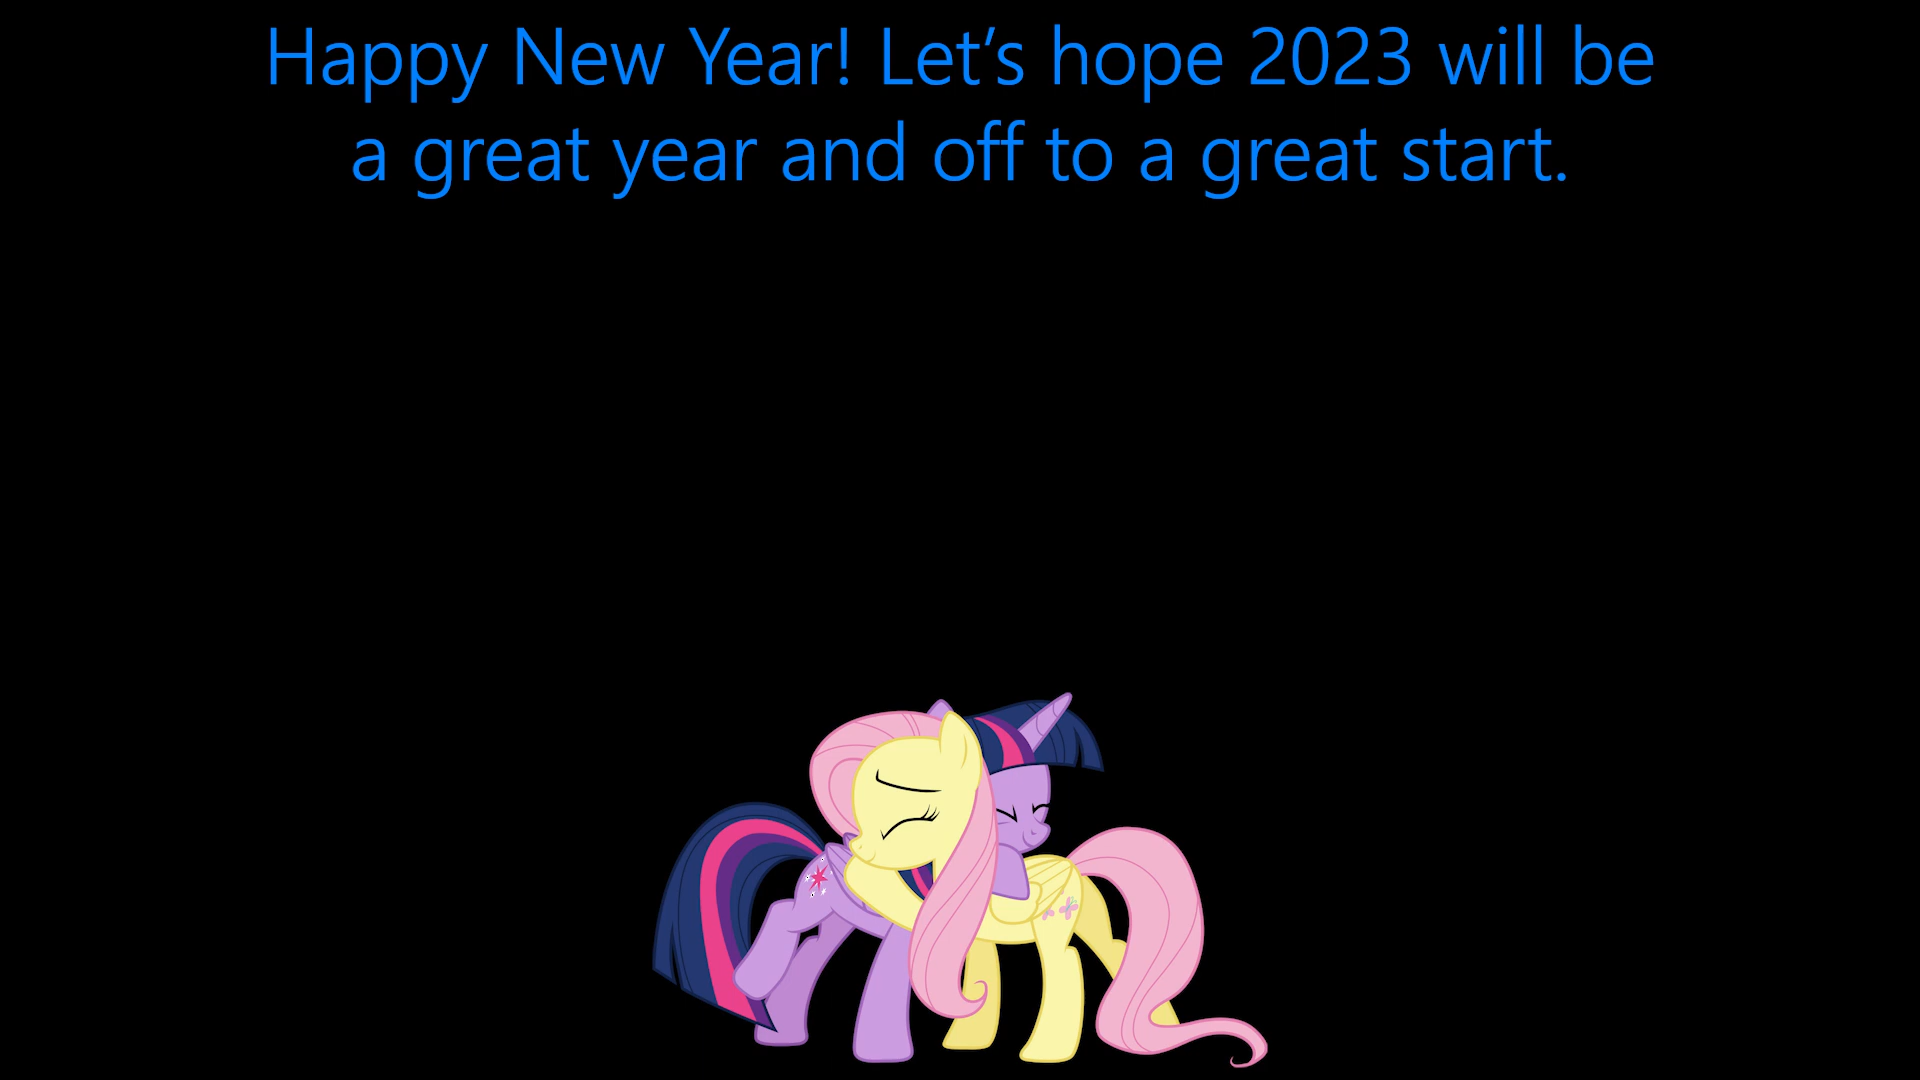 Happy New Year! Let’s hope 2023 will be
a great year and off to a great start.